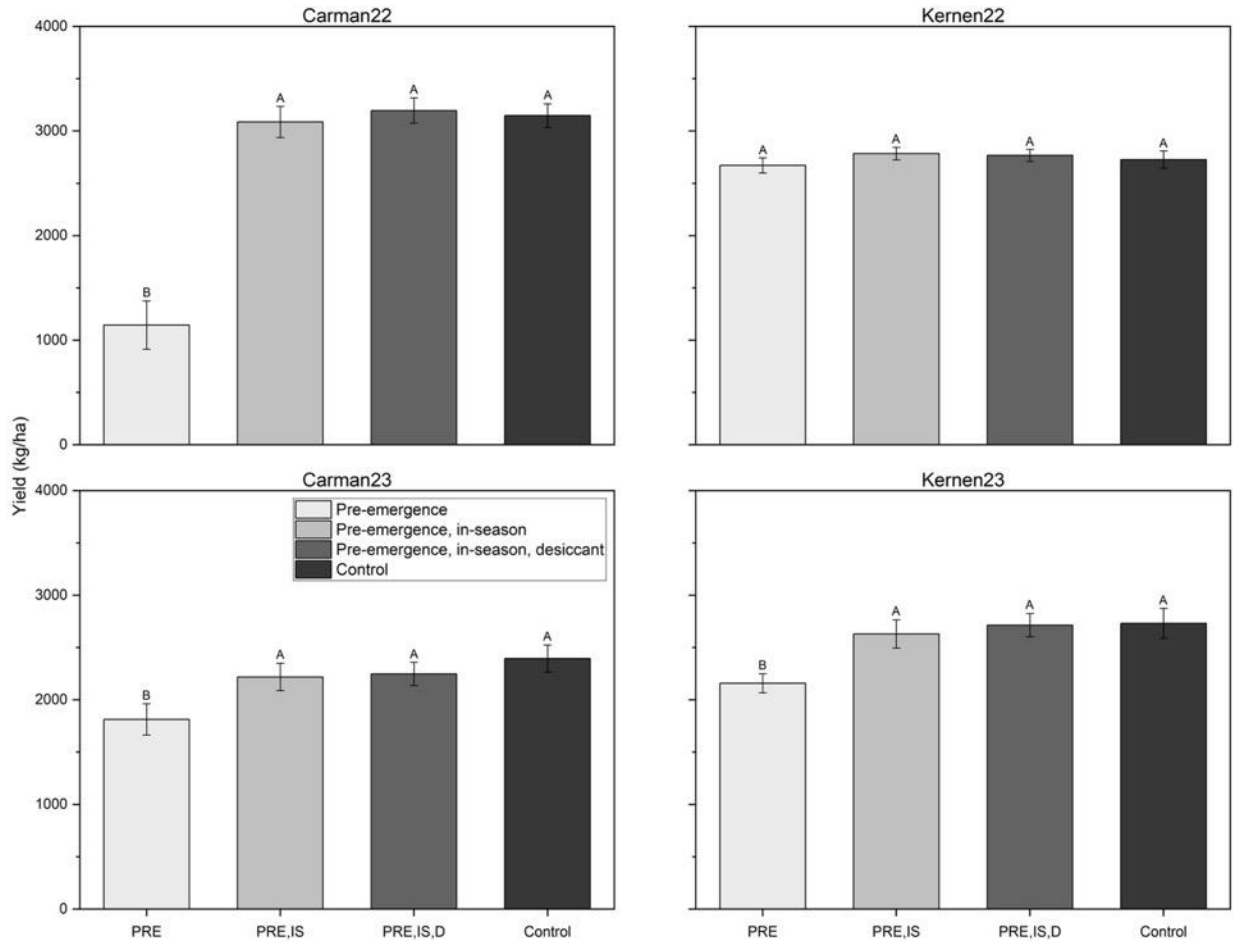 Carman22
Kernen22
4000
3000
2000
1000
0
A
A
A
B
A
A
A
A
Yield (kg/ha)
Carman23
Kernen23
4000
3000
2000
1000
0
Pre-emergence
Pre-emergence, in-season
Pre-emergence, in-season, desiccant
Control
B
A
A
A
B
A
A
A
PRE
PRE,IS
PRE,IS,D
Control
PRE
PRE,IS
PRE,IS,D
Control